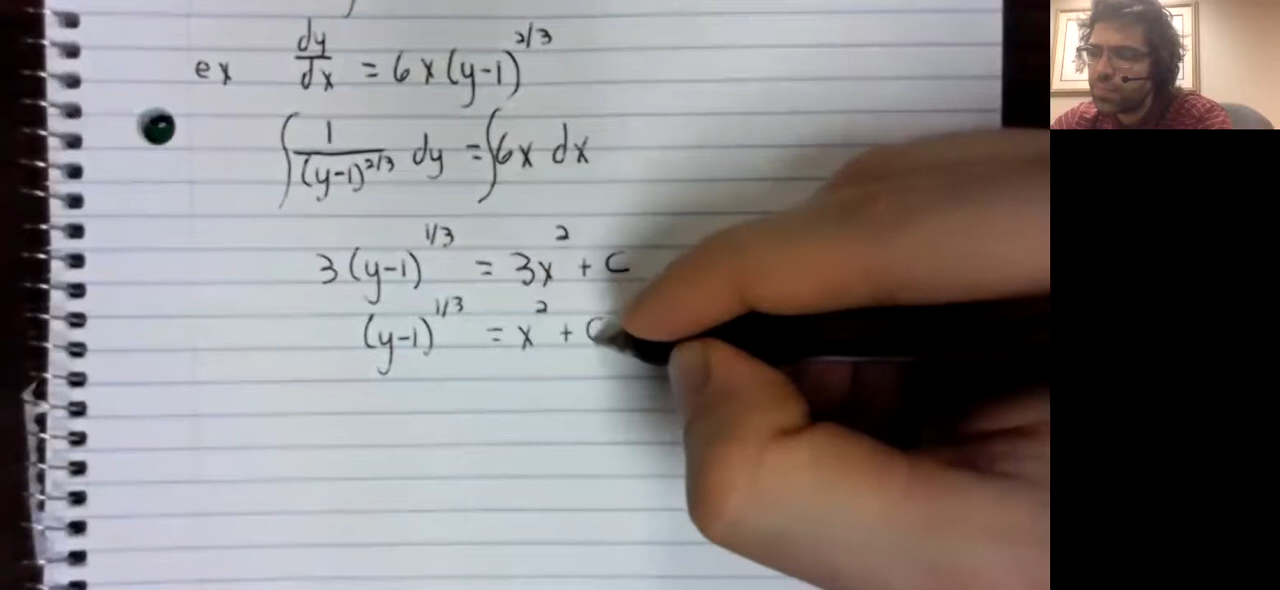 ex dy/dx = 6x(y-1)^2/3
∫ 1/(y-1)^2/3 dy = ∫6x dx
3(y-1)^1/3 = 3x^2 + C
(y-1)^1/3 = x^2 + C